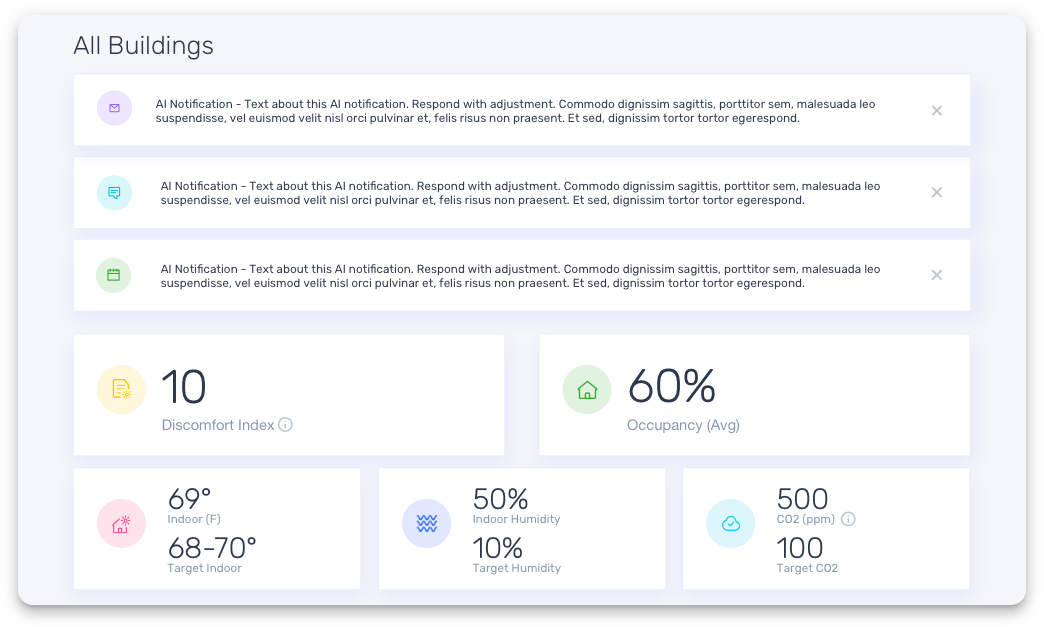 All Buildings
AI Notification - Text about this AI notification. Respond with adjustment. Commodo dignissim sagittis, porttitor sem, malesuada leo
suspendisse, vel euismod velit nisl orci pulvinar et, felis risus non praesent. Et sed, dignissim tortor tortor egerespond.
AI Notification - Text about this AI notification. Respond with adjustment. Commodo dignissim sagittis, porttitor sem, malesuada leo
suspendisse, vel euismod velit nisl orci pulvinar et, felis risus non praesent. Et sed, dignissim tortor tortor egerespond.
AI Notification - Text about this AI notification. Respond with adjustment. Commodo dignissim sagittis, porttitor sem, malesuada leo
suspendisse, vel euismod velit nisl orci pulvinar et, felis risus non praesent. Et sed, dignissim tortor tortor egerespond.
10
Discomfort Index
60%
Occupancy (Avg)
69°
Indoor (F)
68-70°
Target Indoor
50%
Indoor Humidity
10%
Target Humidity
500
CO2 (ppm)
100
Target CO2